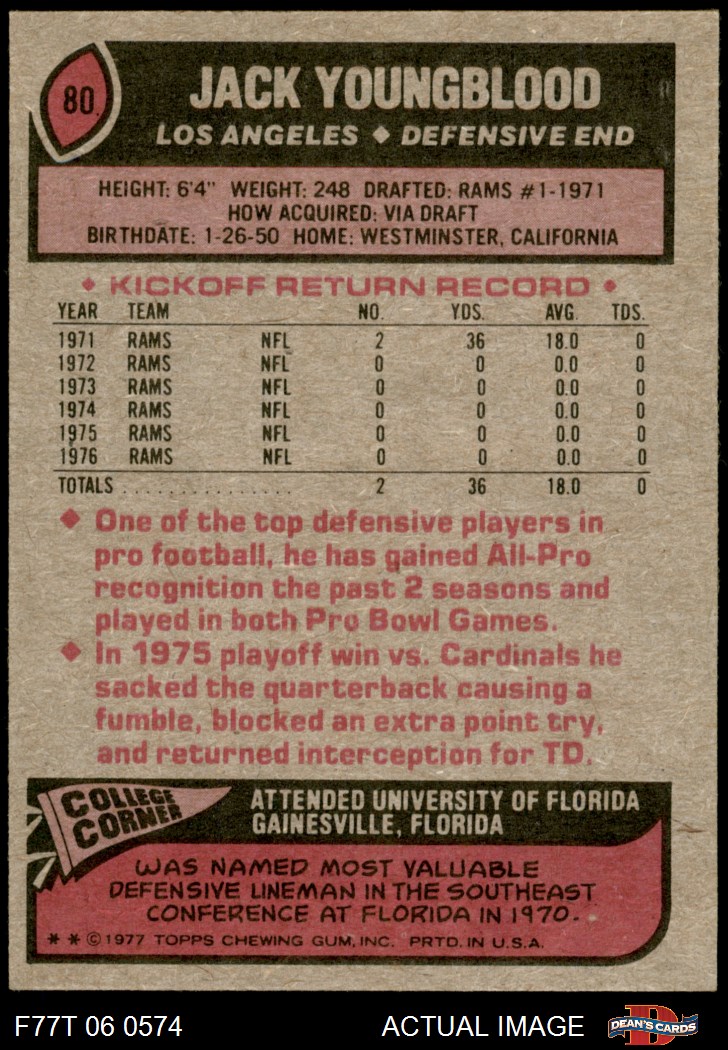 80.
JACK YOUNGBLOOD
LOS ANGELES ◆ DEFENSIVE END
HEIGHT: 6'4" WEIGHT: 248 DRAFTED: RAMS #1-1971
HOW ACQUIRED: VIA DRAFT
BIRTHDATE: 1-26-50 HOME: WESTMINSTER, CALIFORNIA
◆ KICKOFF RETURN RECORD ◆
YEAR TEAM NO. YDS. AVG. TDS.
1971 RAMS NFL 2 36 18.0 0
1972 RAMS NFL 0 0 0.0 0
1973 RAMS NFL 0 0 0.0 0
1974 RAMS NFL 0 0 0.0 0
1975 RAMS NFL 0 0 0.0 0
1976 RAMS NFL 0 0 0.0 0
TOTALS ................ 2 36 18.0 0
◆ One of the top defensive players in
pro football, he has gained All-Pro
recognition the past 2 seasons and
played in both Pro Bowl Games.
◆ In 1975 playoff win vs. Cardinals he
sacked the quarterback causing a
fumble, blocked an extra point try,
and returned interception for TD.
COLLEGE
CORNER
ATTENDED UNIVERSITY OF FLORIDA
GAINESVILLE, FLORIDA
WAS NAMED MOST VALUABLE
DEFENSIVE LINEMAN IN THE SOUTHEAST
CONFERENCE AT FLORIDA IN 1970.
* * © 1977 TOPPS CHEWING GUM, INC. PRTD. IN U.S.A.
F77T 06 0574
ACTUAL IMAGE
D
DEAN'S CARDS